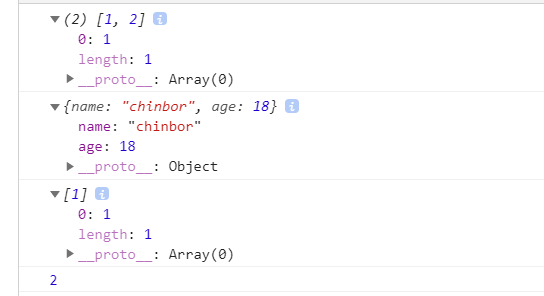 ▼(2) [1, 2] i
0: 1
length: 1
▶__proto__: Array(0)
▼{name: "chinbor", age: 18} i
name: "chinbor"
age: 18
▶__proto__: Object
▼[1] i
0: 1
length: 1
▶__proto__: Array(0)
2